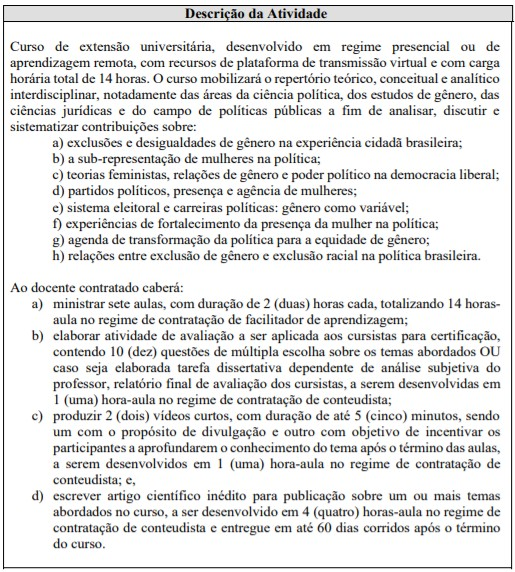 Descrição da Atividade
Curso de extensão universitária, desenvolvido em regime presencial ou de
aprendizagem remota, com recursos de plataforma de transmissão virtual e com carga
horária total de 14 horas. O curso mobilizará o repertório teórico, conceitual e analítico
interdisciplinar, notadamente das áreas da ciência política, dos estudos de gênero, das
ciências jurídicas e do campo de políticas públicas a fim de analisar, discutir e
sistematizar contribuições sobre:
a) exclusões e desigualdades de gênero na experiência cidadã brasileira;
b) a sub-representação de mulheres na política;
c) teorias feministas, relações de gênero e poder político na democracia liberal;
d) partidos políticos, presença e agência de mulheres;
e) sistema eleitoral e carreiras políticas: gênero como variável;
f) experiências de fortalecimento da presença da mulher na política;
g) agenda de transformação da política para a equidade de gênero;
h) relações entre exclusão de gênero e exclusão racial na política brasileira.
Ao docente contratado caberá:
a) ministrar sete aulas, com duração de 2 (duas) horas cada, totalizando 14 horas-
aula no regime de contratação de facilitador de aprendizagem;
b) elaborar atividade de avaliação a ser aplicada aos cursistas para certificação,
contendo 10 (dez) questões de múltipla escolha sobre os temas abordados OU
caso seja elaborada tarefa dissertativa dependente de análise subjetiva do
professor, relatório final de avaliação dos cursistas, a serem desenvolvidas em
1 (uma) hora-aula no regime de contratação de conteudista;
c) produzir 2 (dois) vídeos curtos, com duração de até 5 (cinco) minutos, sendo
um com o propósito de divulgação e outro com objetivo de incentivar os
participantes a aprofundarem o conhecimento do tema após o término das aulas,
a serem desenvolvidos em 1 (uma) hora-aula no regime de contratação de
conteudista; e,
d) escrever artigo científico inédito para publicação sobre um ou mais temas
abordados no curso, a ser desenvolvido em 4 (quatro) horas-aula no regime de
contratação de conteudista e entregue em até 60 dias corridos após o término
do curso.